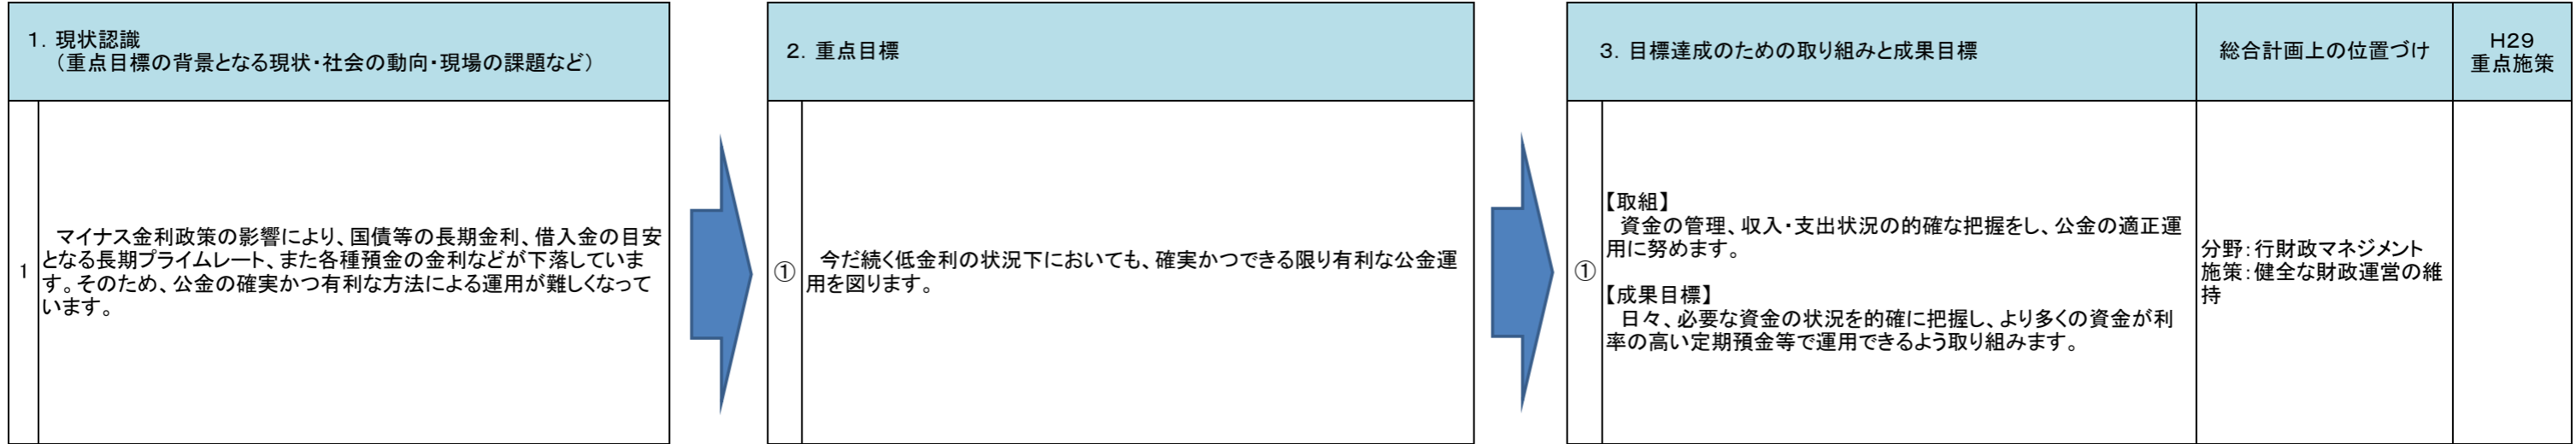 1．現状認識
（重点目標の背景となる現状・社会の動向・現場の課題など）
2．重点目標
3．目標達成のための取り組みと成果目標
総合計画上の位置づけ
H29
重点施策
1
マイナス金利政策の影響により、国債等の長期金利、借入金の目安
となる長期プライムレート、また各種預金の金利などが下落していま
す。そのため、公金の確実かつ有利な方法による運用が難しくなって
います。
①
今だ続く低金利の状況下においても、確実かつできる限り有利な公金運
用を図ります。
①
【取組】
資金の管理、収入・支出状況の的確な把握をし、公金の適正運
用に努めます。
【成果目標】
日々、必要な資金の状況を的確に把握し、より多くの資金が利
率の高い定期預金等で運用できるよう取り組みます。
分野：行財政マネジメント
施策：健全な財政運営の維
持